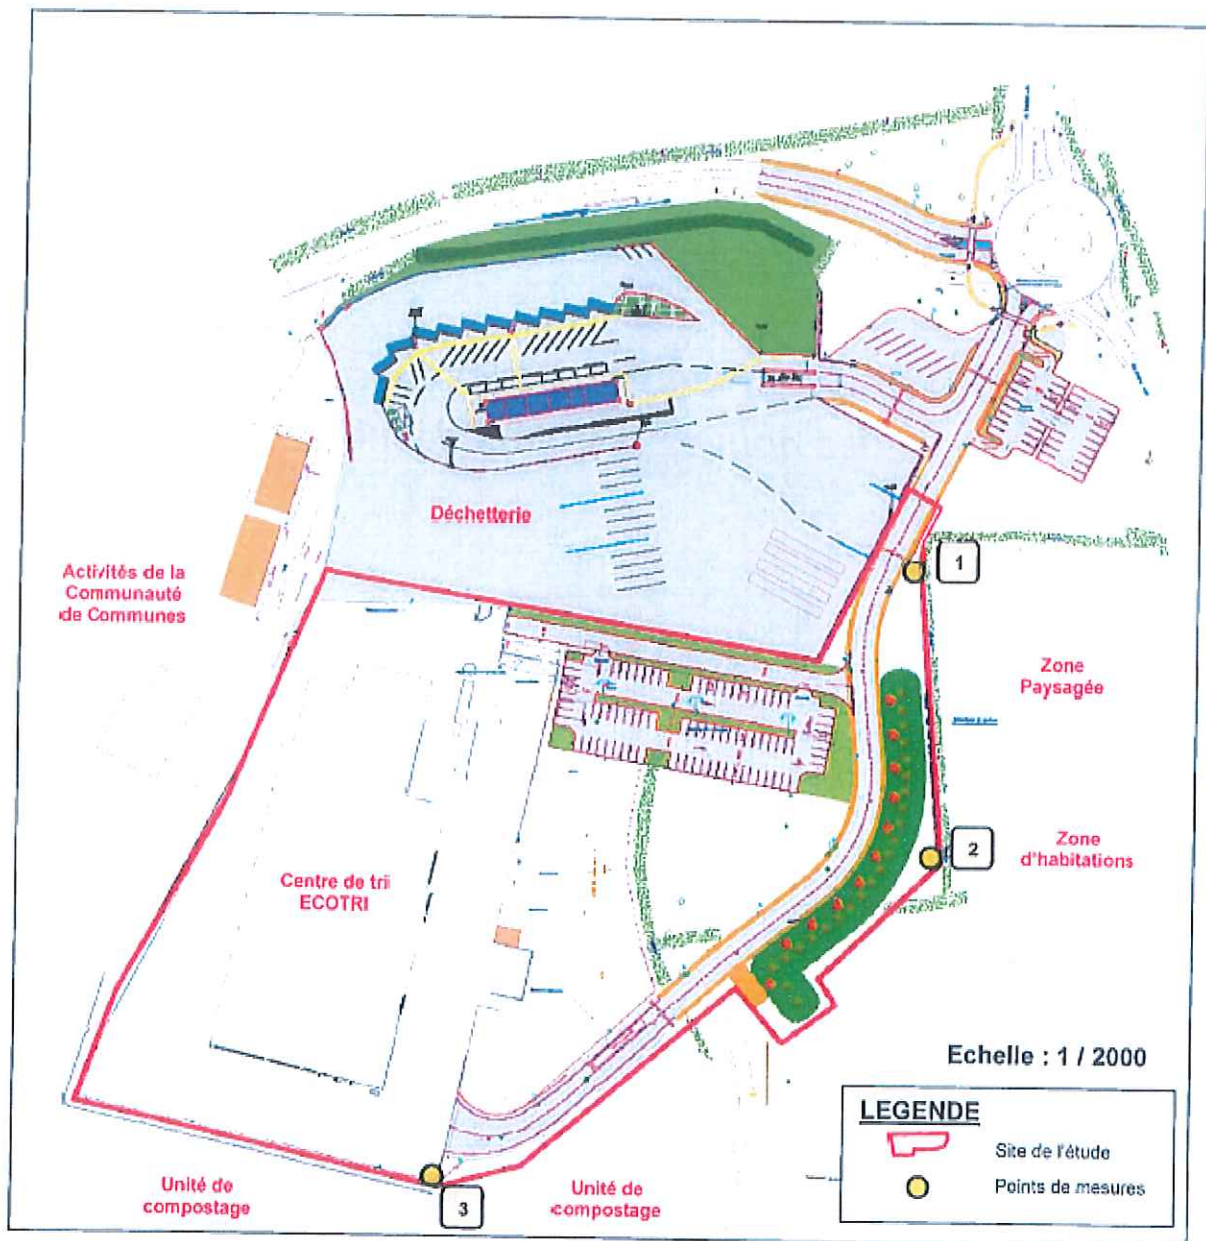 Déchetterie
1
Activités de la
Communauté
de Communes
Zone
Paysagée
2
Zone
d'habitations
Centre de tri
ECOTRI
Echelle : 1 / 2000
LEGENDE
Site de l'étude
Points de mesures
Unité de
compostage
3
Unité de
compostage